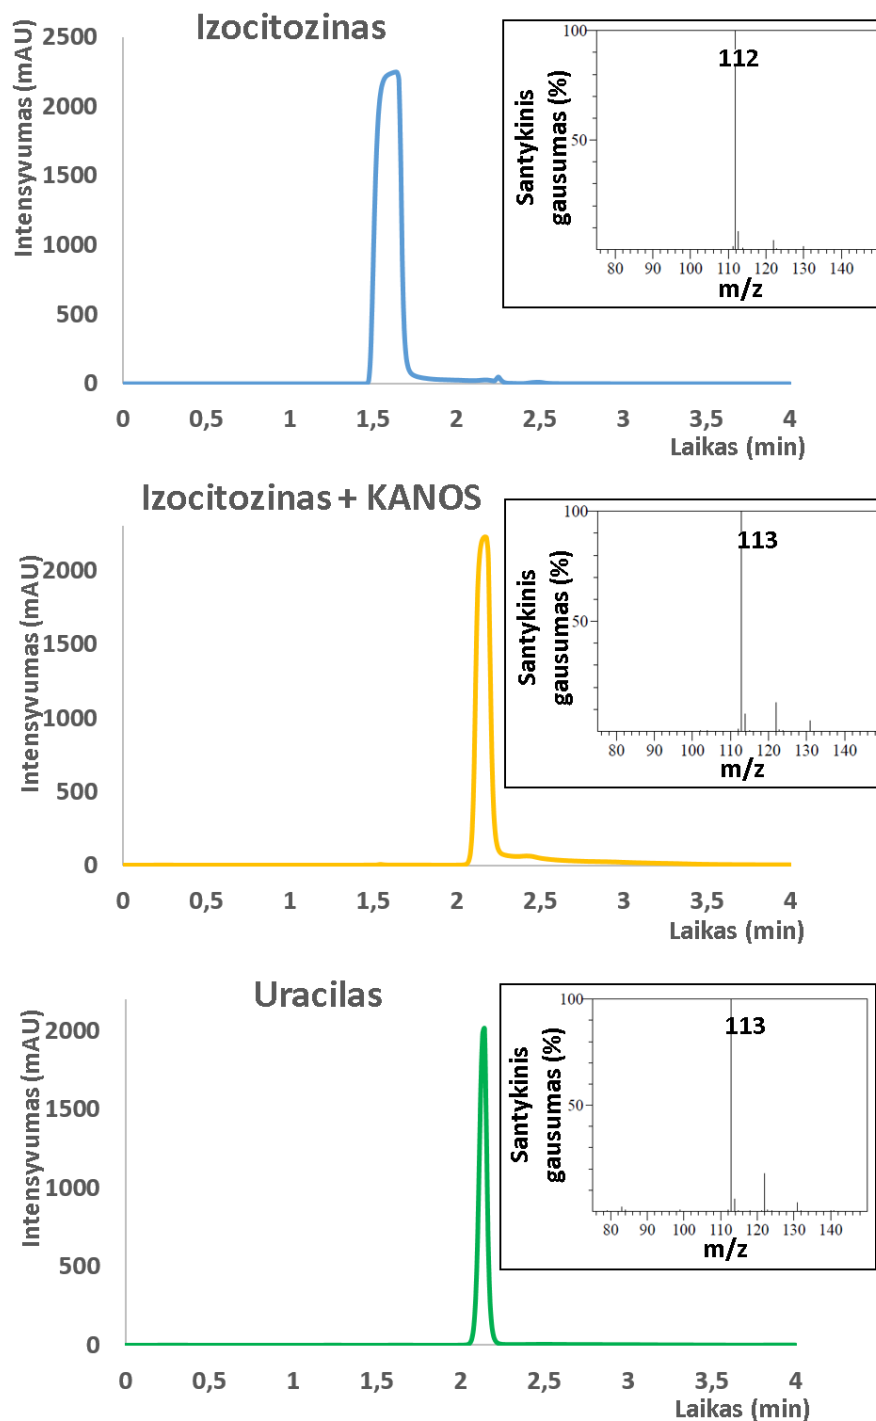 Izocitozinas
Intensyvumas (mAU)
2500
2000
1500
1000
500
0
0 0,5 1 1,5 2 2,5 3 3,5 4
Laikas (min)
Santykinis
gausumas (%)
100
50
112
80 90 100 110 120 130 140
m/z
Izocitozinas + KANOS
Intensyvumas (mAU)
2000
1500
1000
500
0
0 0,5 1 1,5 2 2,5 3 3,5 4
Laikas (min)
Santykinis
gausumas (%)
100
50
113
80 90 100 110 120 130 140
m/z
Uracilas
Intensyvumas (mAU)
2000
1500
1000
500
0
0 0,5 1 1,5 2 2,5 3 3,5 4
Laikas (min)
Santykinis
gausumas (%)
100
50
113
80 90 100 110 120 130 140
m/z